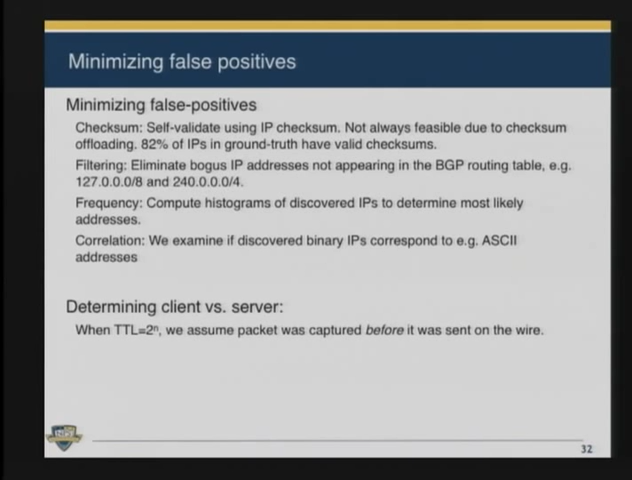 Minimizing false positives
Minimizing false-positives
Checksum: Self-validate using IP checksum. Not always feasible due to checksum
offloading. 82% of IPs in ground-truth have valid checksums.
Filtering: Eliminate bogus IP addresses not appearing in the BGP routing table, e.g.
127.0.0.0/8 and 240.0.0.0/4.
Frequency: Compute histograms of discovered IPs to determine most likely
addresses.
Correlation: We examine if discovered binary IPs correspond to e.g. ASCII
addresses
Determining client vs. server:
When TTL=2ⁿ, we assume packet was captured before it was sent on the wire.
32